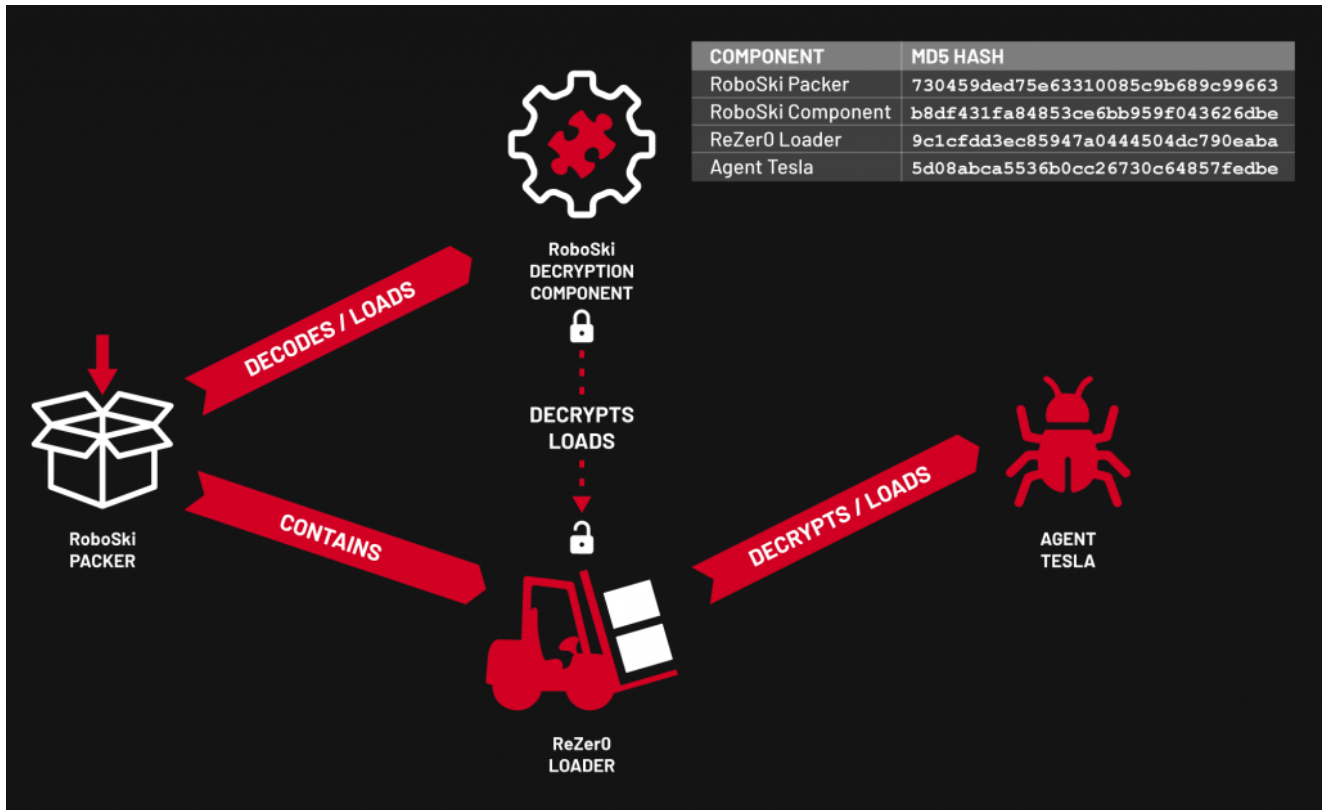 COMPONENT MD5 HASH
RoboSki Packer 730459ded75e63310085c9b689c99663
RoboSki Component b8df431fa84853ce6bb959f043626dbe
ReZer0 Loader 9c1cfdd3ec85947a0444504dc790eaba
Agent Tesla 5d08abca5536b0cc26730c64857fedbe
RoboSki
DECRYPTION
COMPONENT
DECODES / LOADS
DECRYPTS
LOADS
RoboSki
PACKER
CONTAINS
DECRYPTS / LOADS
AGENT
TESLA
ReZer0
LOADER